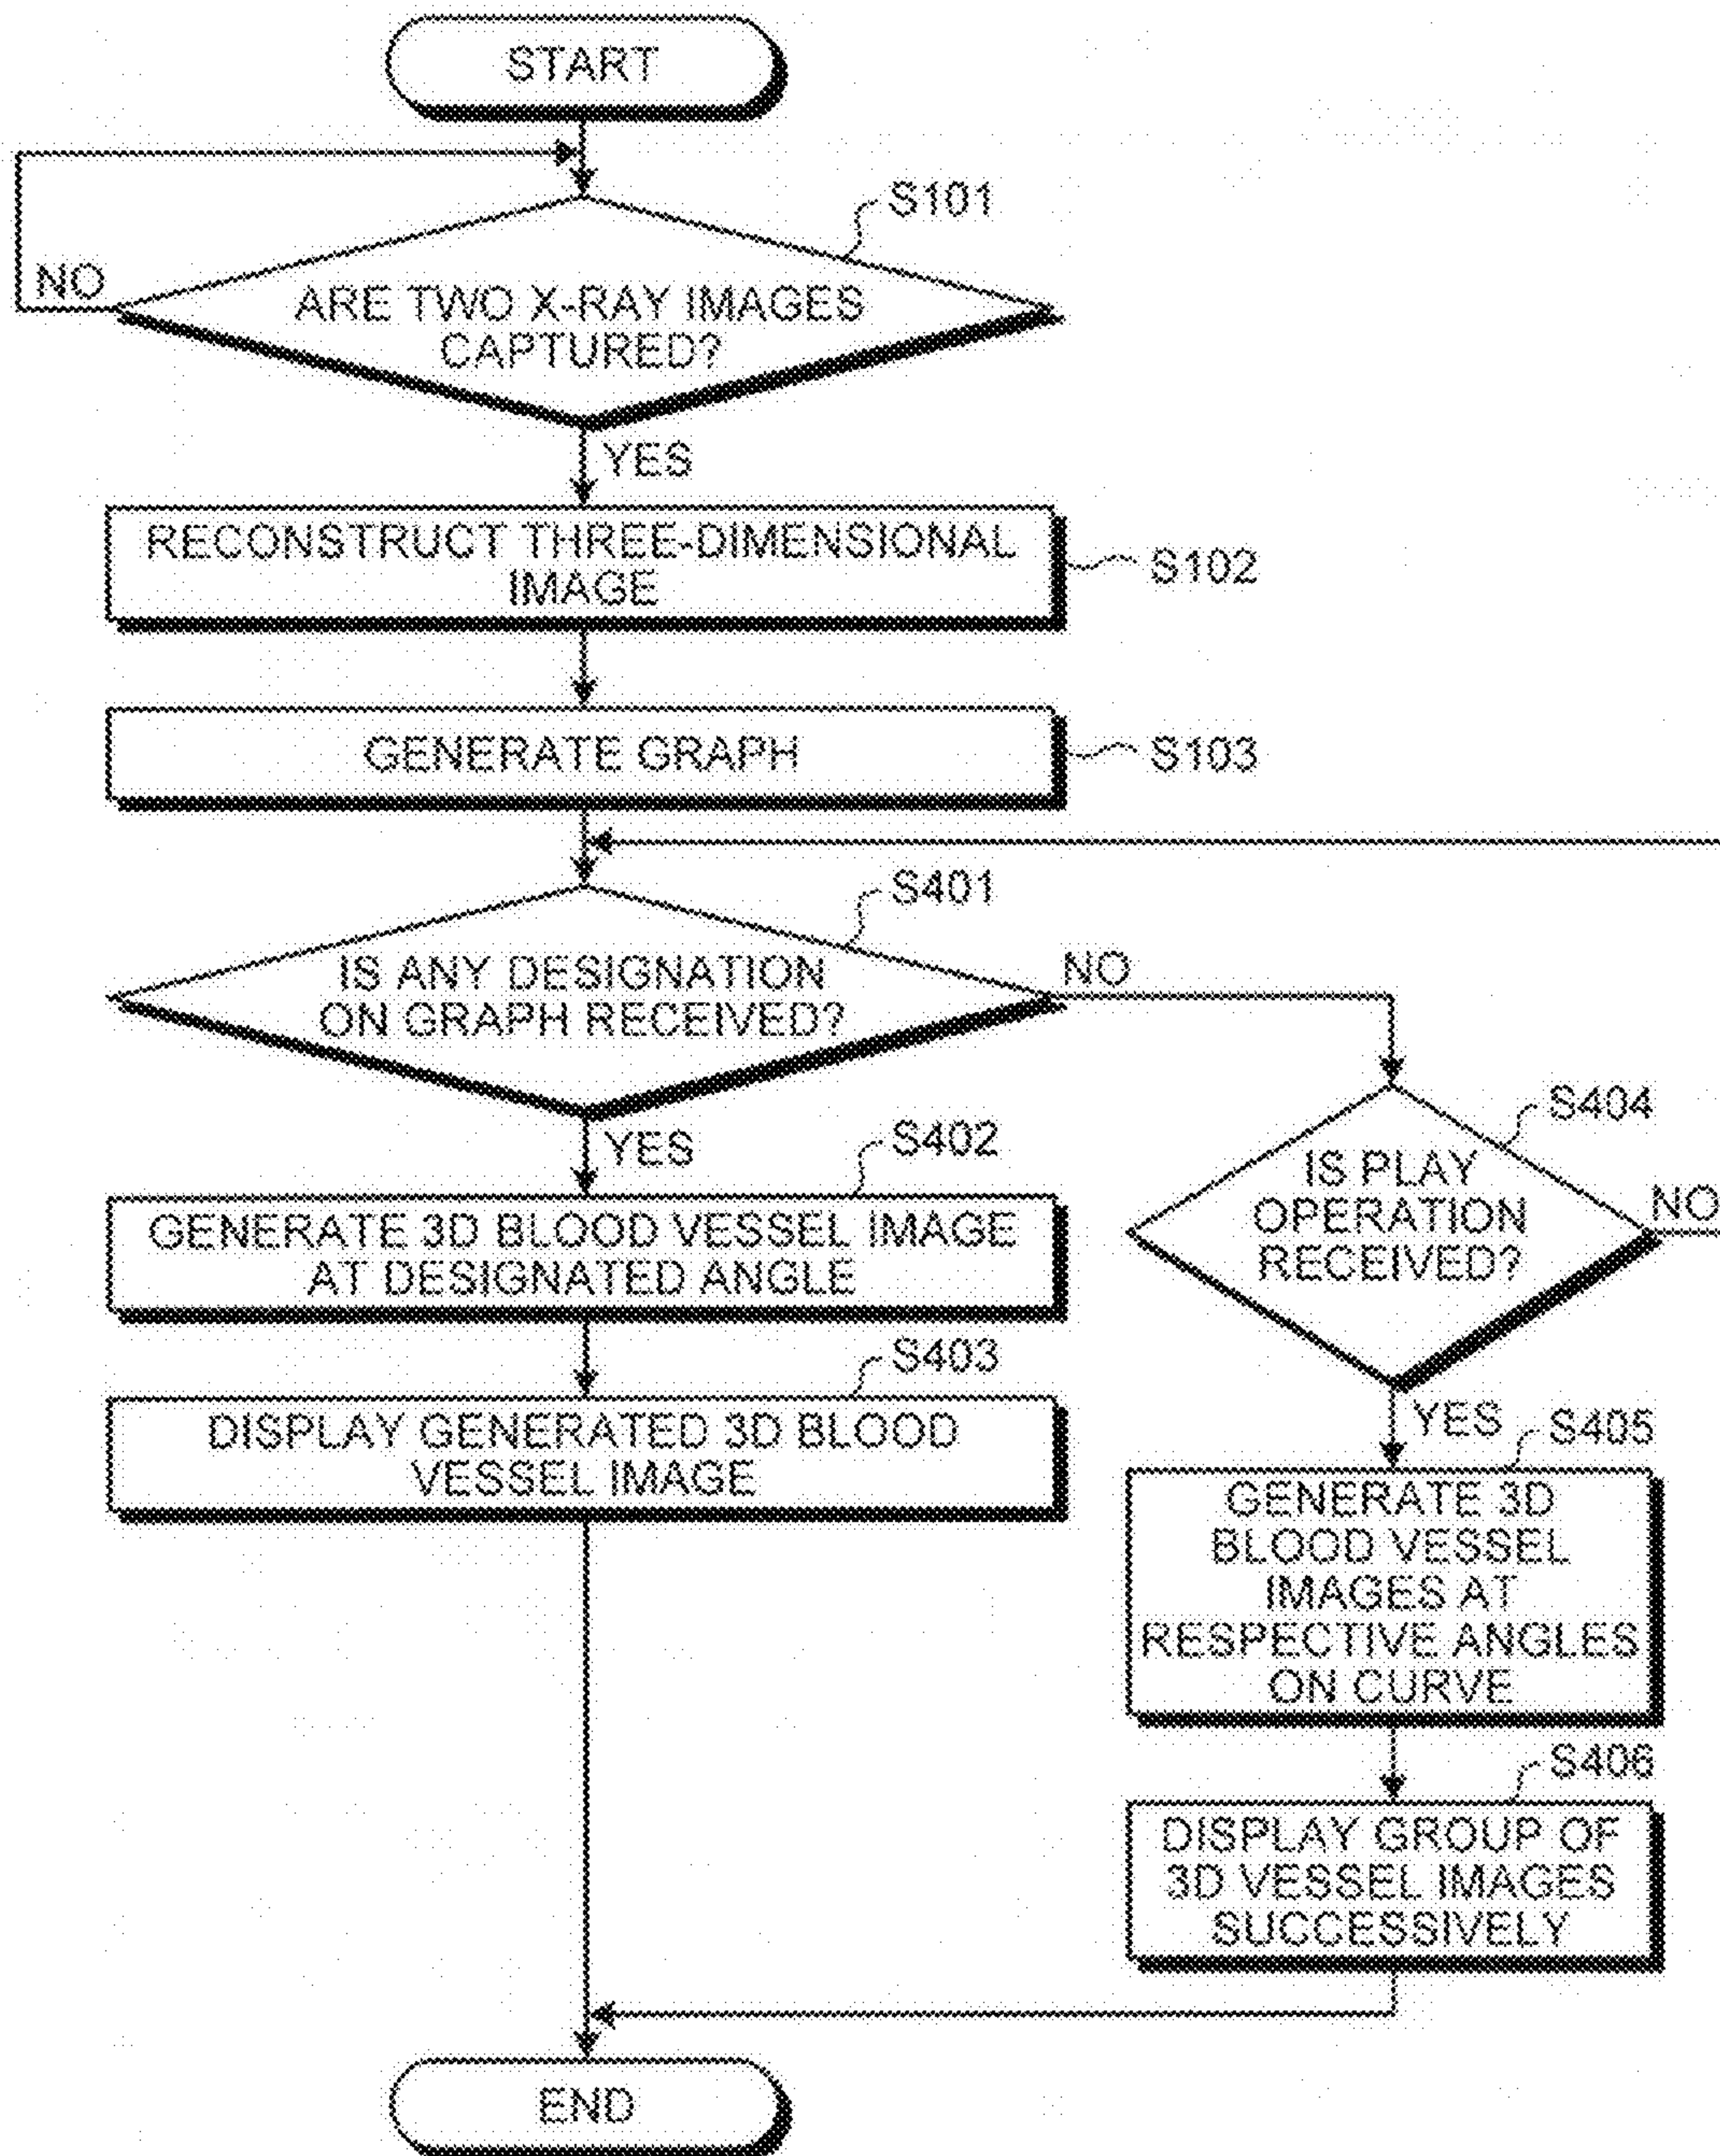 START
S101
NO
ARE TWO X-RAY IMAGES
CAPTURED?
YES
RECONSTRUCT THREE-DIMENSIONAL
IMAGE
S102
GENERATE GRAPH
S103
S401
IS ANY DESIGNATION
ON GRAPH RECEIVED?
NO
YES
S402
GENERATE 3D BLOOD VESSEL IMAGE
AT DESIGNATED ANGLE
S403
DISPLAY GENERATED 3D BLOOD
VESSEL IMAGE
S404
IS PLAY
OPERATION
RECEIVED?
NO
YES
S405
GENERATE 3D
BLOOD VESSEL
IMAGES AT
RESPECTIVE ANGLES
ON CURVE
S406
DISPLAY GROUP OF
3D VESSEL IMAGES
SUCCESSIVELY
END